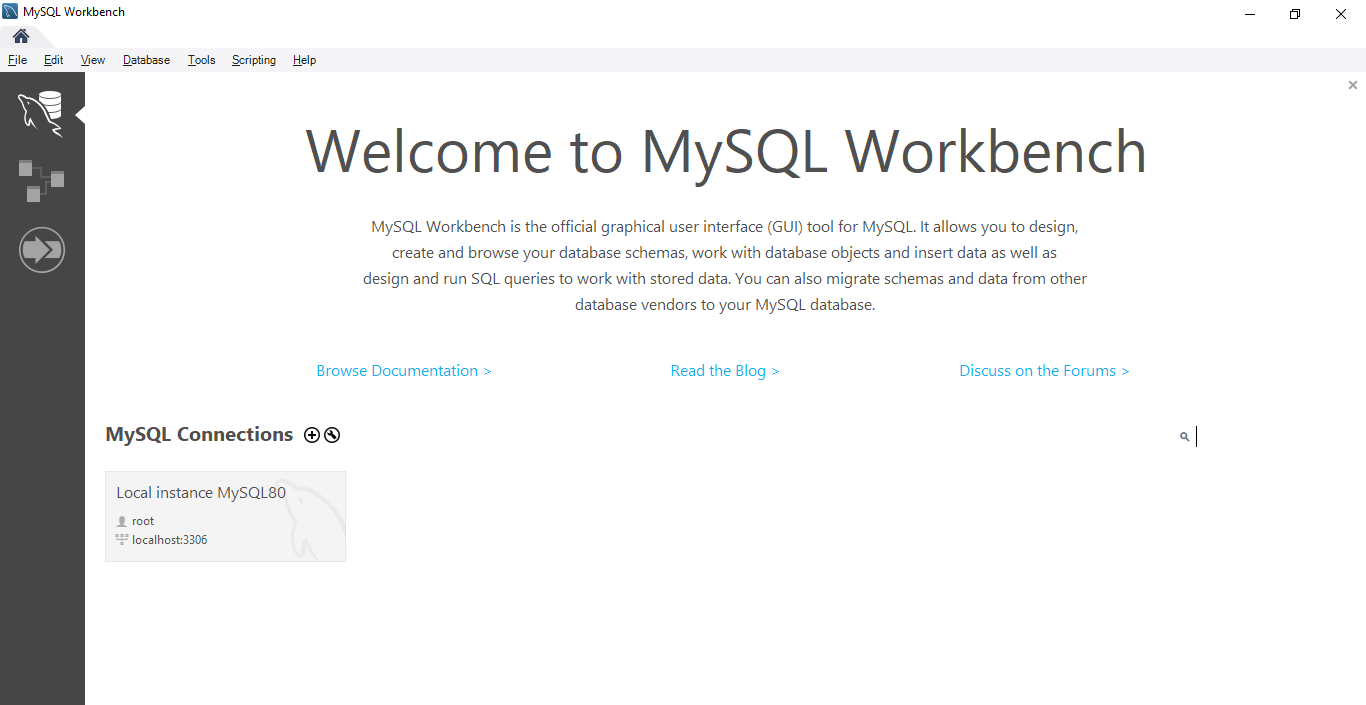 MySQL Workbench
File Edit View Database Tools Scripting Help
Welcome to MySQL Workbench
MySQL Workbench is the official graphical user interface (GUI) tool for MySQL. It allows you to design,
create and browse your database schemas, work with database objects and insert data as well as
design and run SQL queries to work with stored data. You can also migrate schemas and data from other
database vendors to your MySQL database.
Browse Documentation > Read the Blog > Discuss on the Forums >
MySQL Connections
Local instance MySQL80
root
localhost:3306